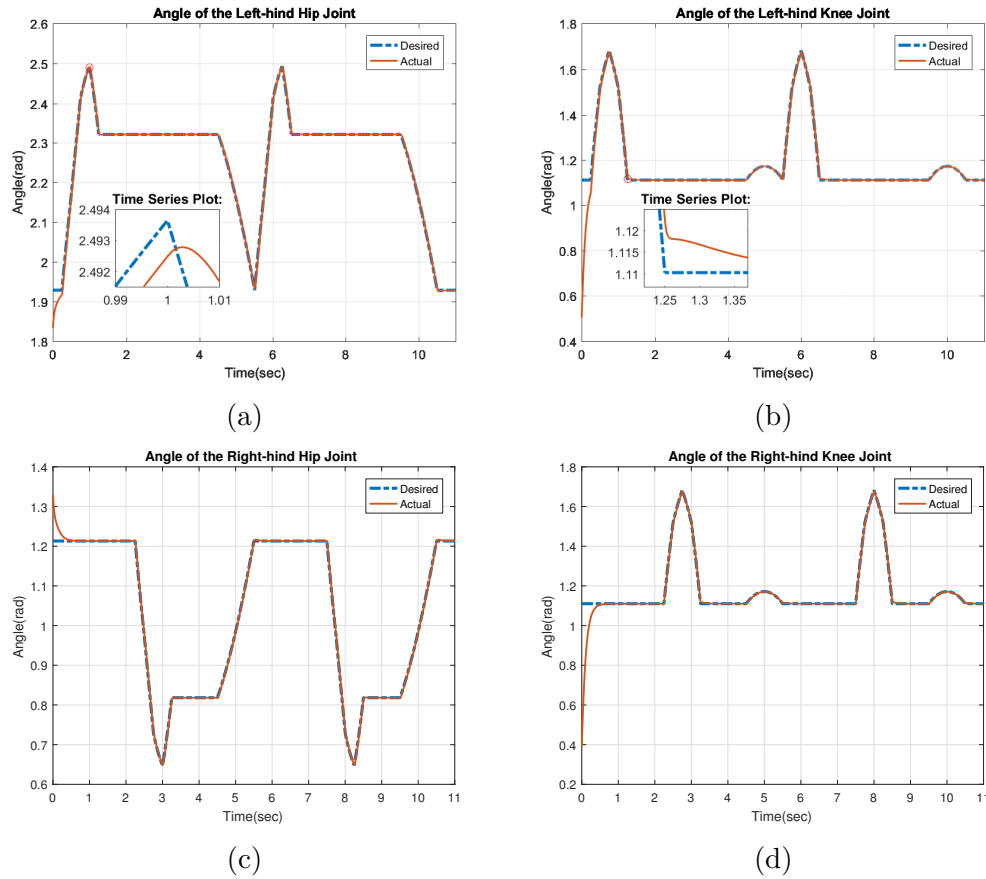 Angle of the Left-hind Hip Joint
Angle(rad)
2.6
2.5
2.4
2.3
2.2
2.1
2
1.9
1.8
Desired
Actual
Time Series Plot:
2.494
2.493
2.492
0.99 1 1.01
0 2 4 6 8 10
Time(sec)
(a)
Angle of the Left-hind Knee Joint
Angle(rad)
1.8
1.6
1.4
1.2
1
0.8
0.6
0.4
Desired
Actual
Time Series Plot:
1.12
1.115
1.11
1.25 1.3 1.35
0 2 4 6 8 10
Time(sec)
(b)
Angle of the Right-hind Hip Joint
Angle(rad)
1.4
1.3
1.2
1.1
1
0.9
0.8
0.7
0.6
Desired
Actual
0 1 2 3 4 5 6 7 8 9 10 11
Time(sec)
(c)
Angle of the Right-hind Knee Joint
Angle(rad)
1.8
1.6
1.4
1.2
1
0.8
0.6
0.4
0.2
Desired
Actual
0 1 2 3 4 5 6 7 8 9 10 11
Time(sec)
(d)